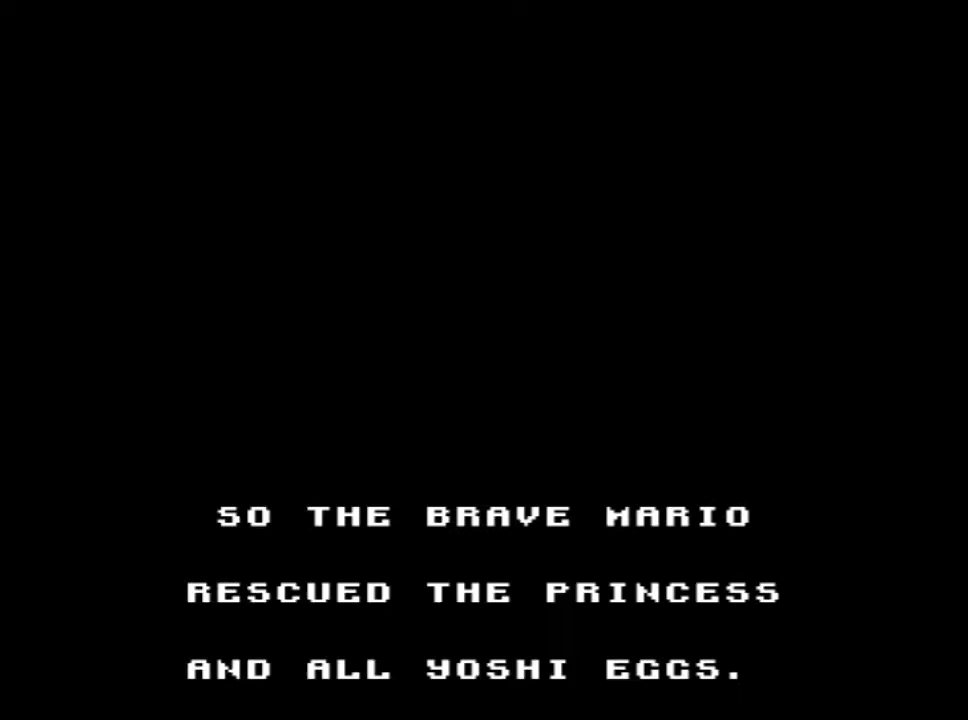 SO THE BRAVE MARIO
RESCUED THE PRINCESS
AND ALL YOSHI EGGS.